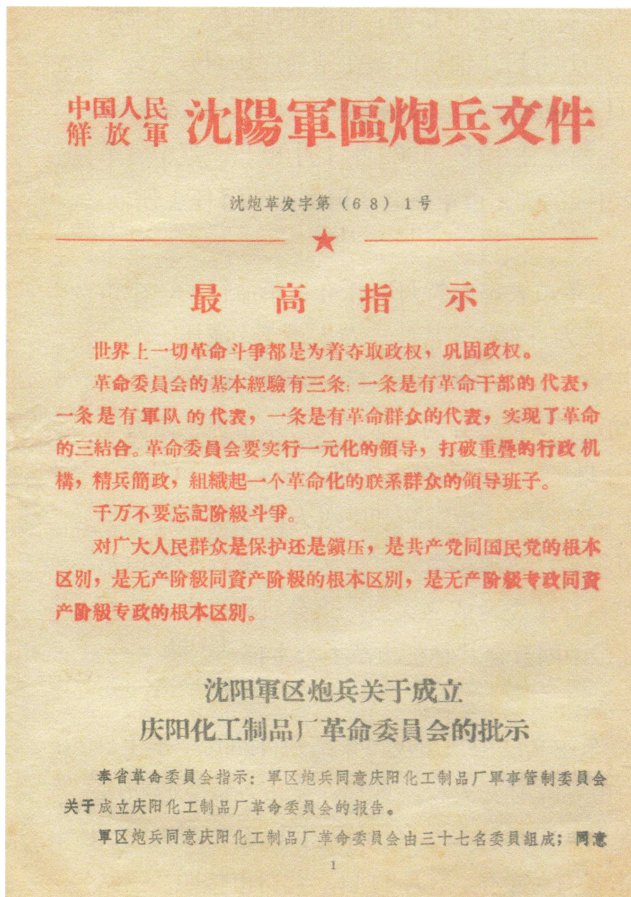 中国人民
解放軍
沈陽軍區炮兵文件
沈炮革发字第（68）1号
最高指示
世界上一切革命斗爭都是为着夺取政权，巩固政权。
革命委員会的基本經驗有三条：一条是有革命干部的代表，
一条是有軍队的代表，一条是有革命群众的代表，实现了革命
的三結合。革命委員会要实行一元化的領导，打破重疊的行政机
構，精兵簡政，組織起一个革命化的联系群众的領导班子。
千万不要忘記阶級斗爭。
对广大人民群众是保护还是鎭压，是共产党同国民党的根本
区別，是无产阶級同資产阶級的根本区別，是无产阶級专政同資
产阶級专政的根本区別。
沈阳軍区炮兵关于成立
庆阳化工制品厂革命委員会的批示
奉省革命委員会指示：軍区炮兵同意庆阳化工制品厂軍事管制委員会
关于成立庆阳化工制品厂革命委員会的报告。
軍区炮兵同意庆阳化工制品厂革命委員会由三十七名委員組成；同意
1